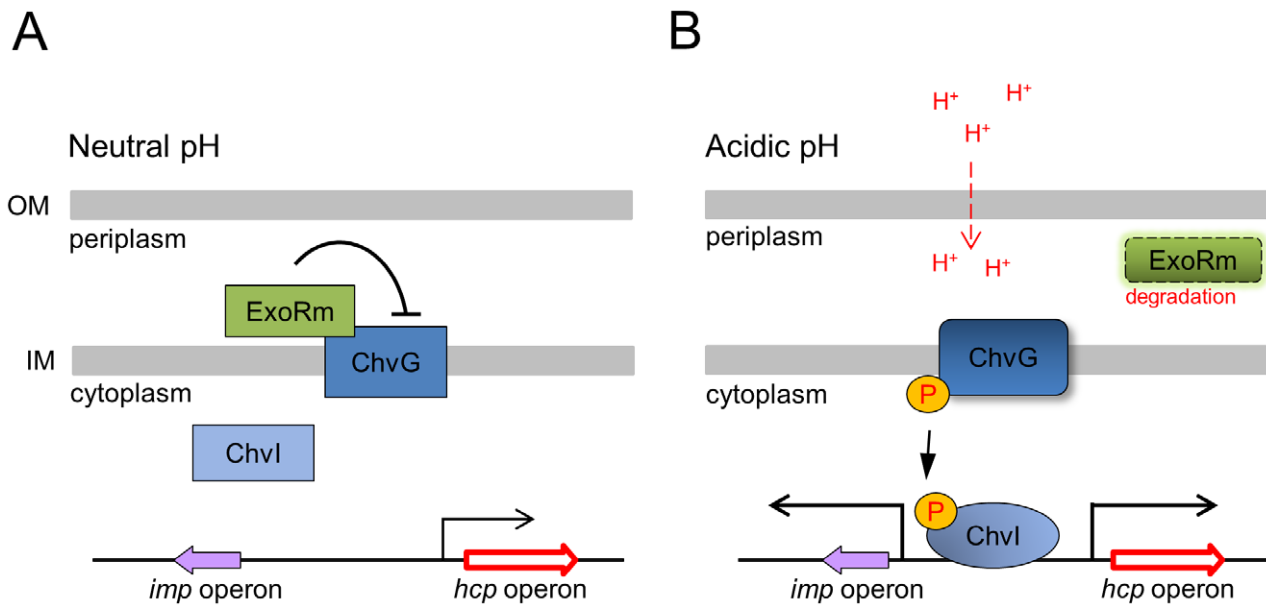 A
Neutral pH
OM
periplasm
ExoRm
ChvG
IM
cytoplasm
ChvI
imp operon
hcp operon
B
H⁺
H⁺
H⁺
Acidic pH
periplasm
H⁺
H⁺
ExoRm
degradation
ChvG
P
cytoplasm
P
ChvI
imp operon
hcp operon